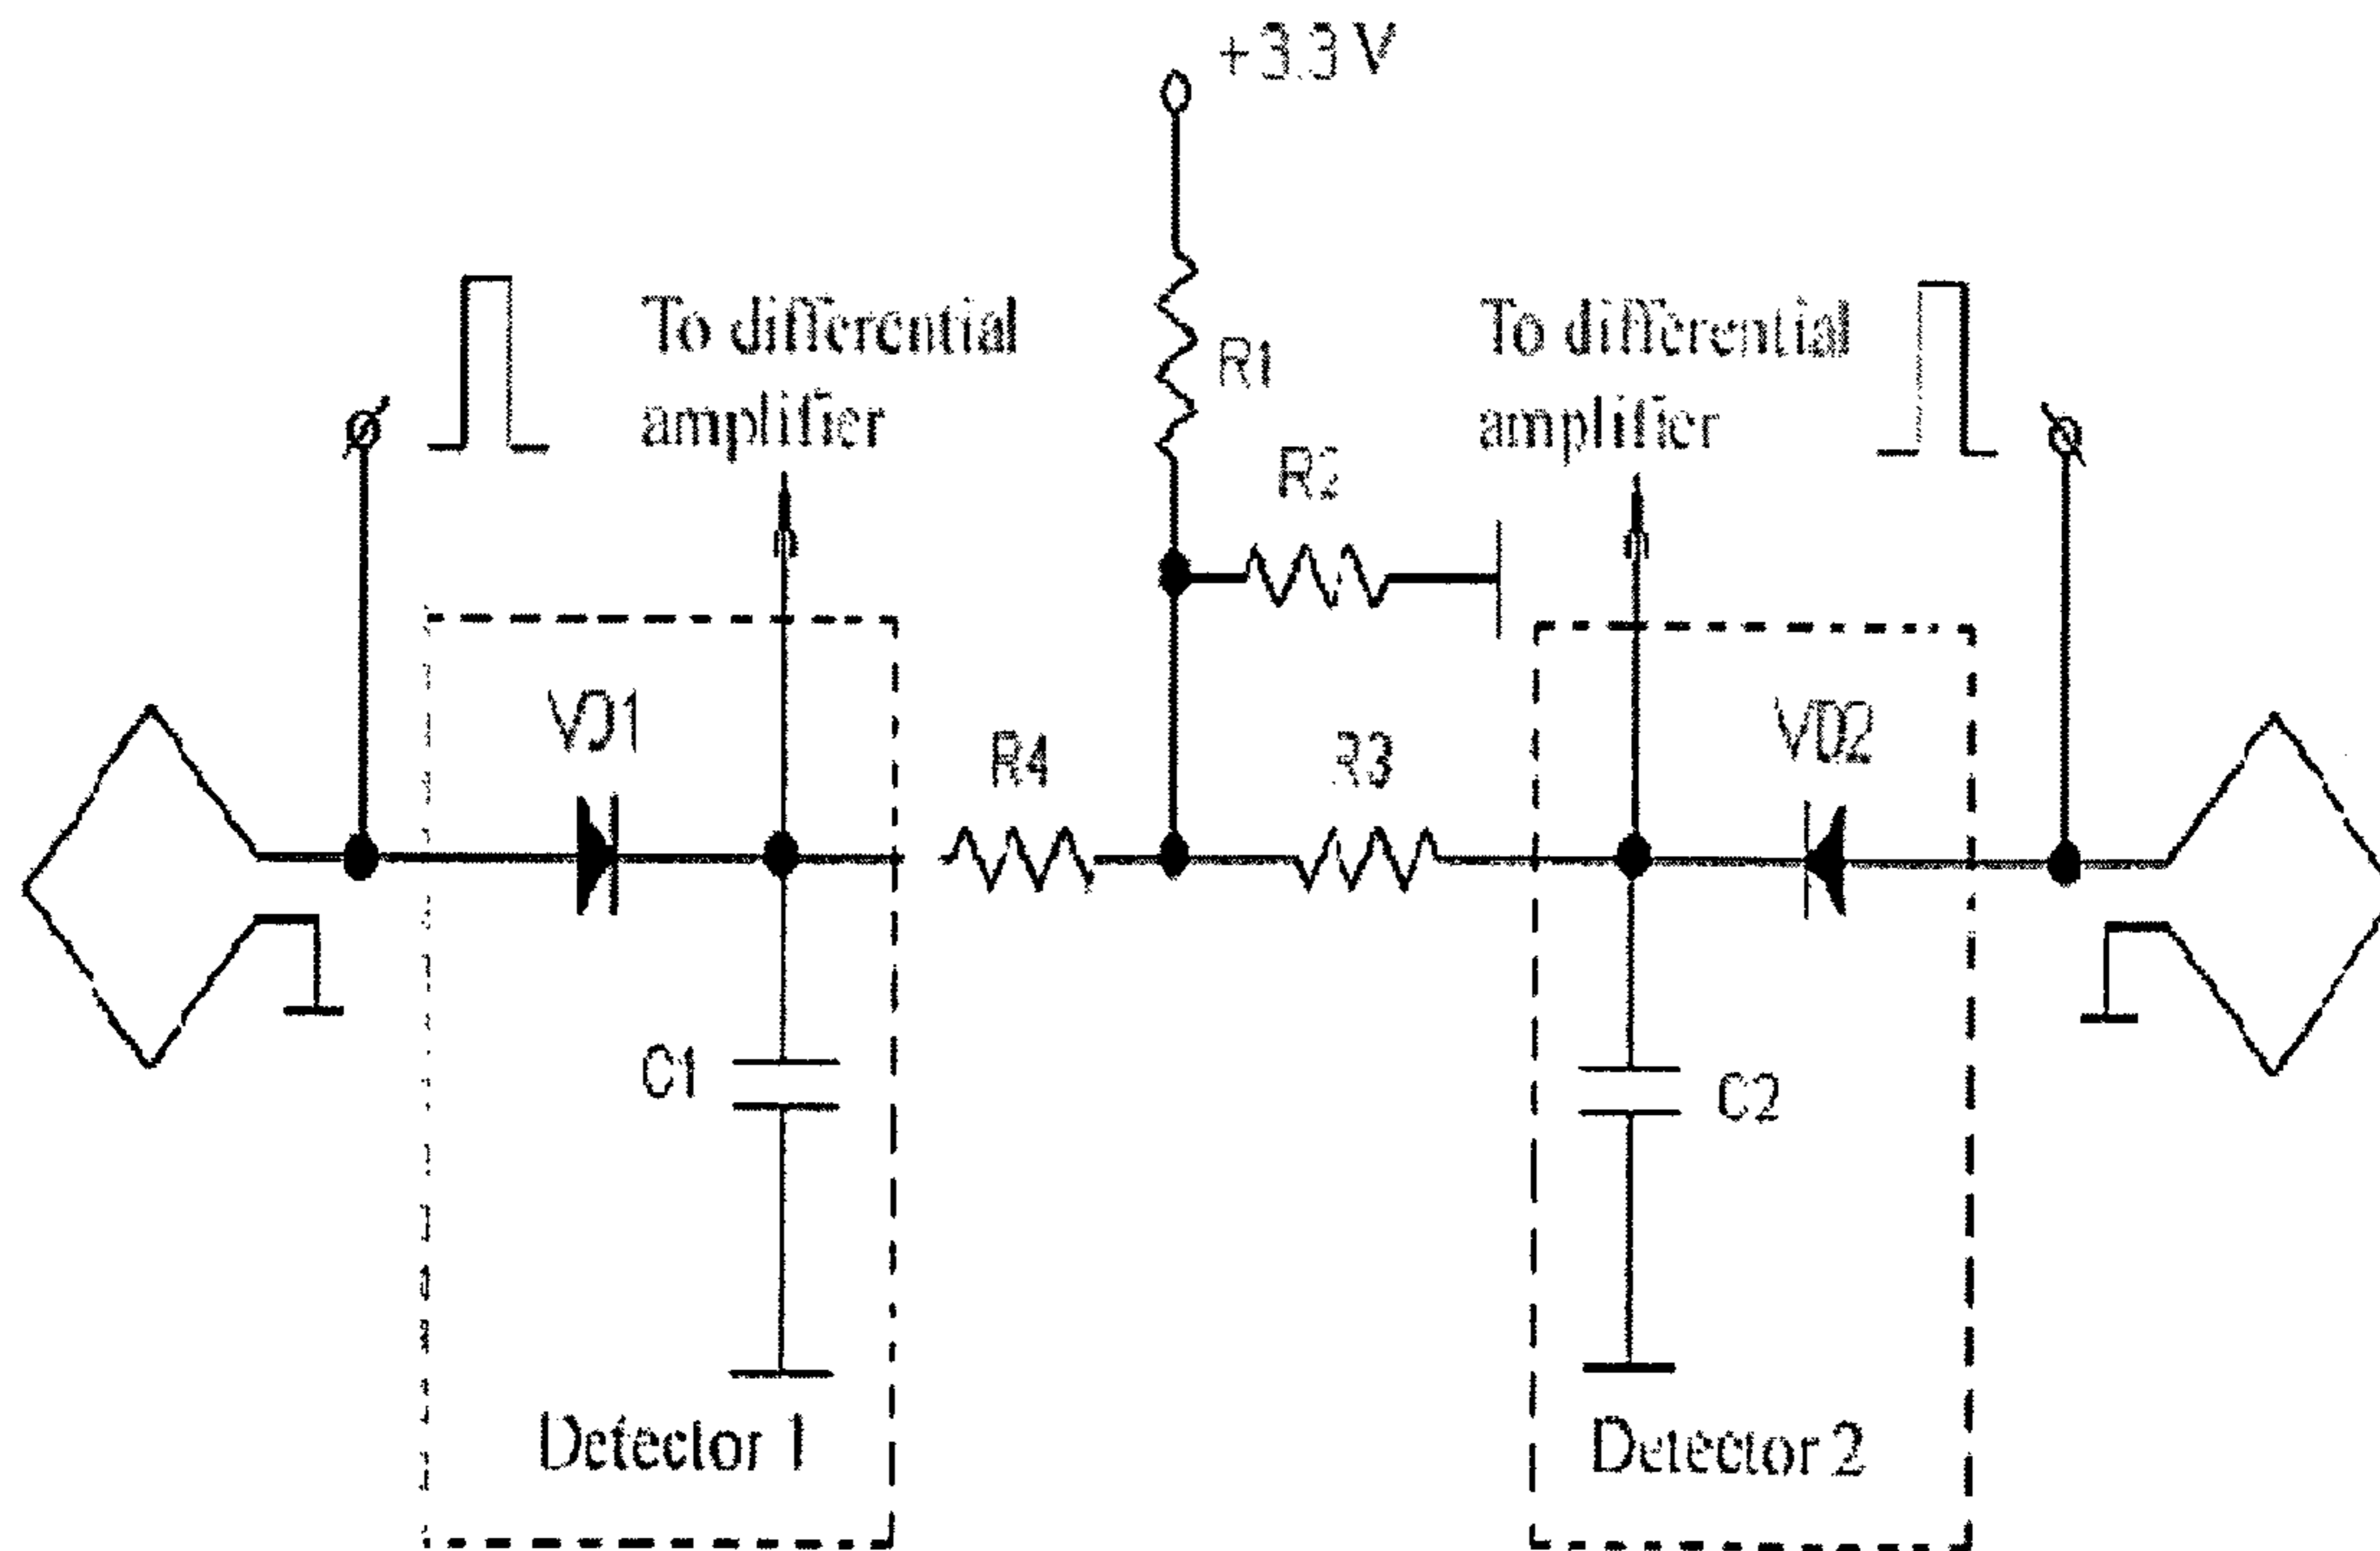 +3.3 V
To differential
amplifier
R1
To differential
amplifier
R2
VD1
R4
R3
VD2
C1
C2
Detector 1
Detector 2